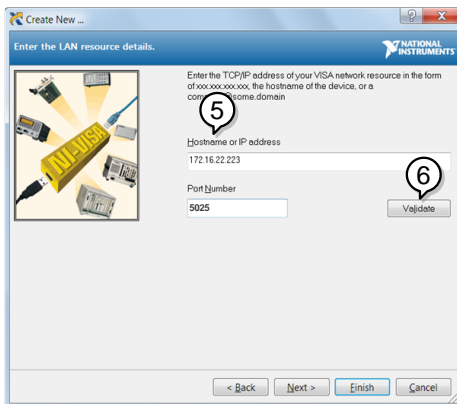 Create New ...
Enter the LAN resource details.
NATIONAL
INSTRUMENTS
Enter the TCP/IP address of your VISA network resource in the form
of xxx.xxx.xxx.xxx, the hostname of the device, or a
some.domain
5
Hostname or IP address
172.16.22.223
6
Port Number
5025
Validate
NI-VISA
< Back
Next >
Finish
Cancel